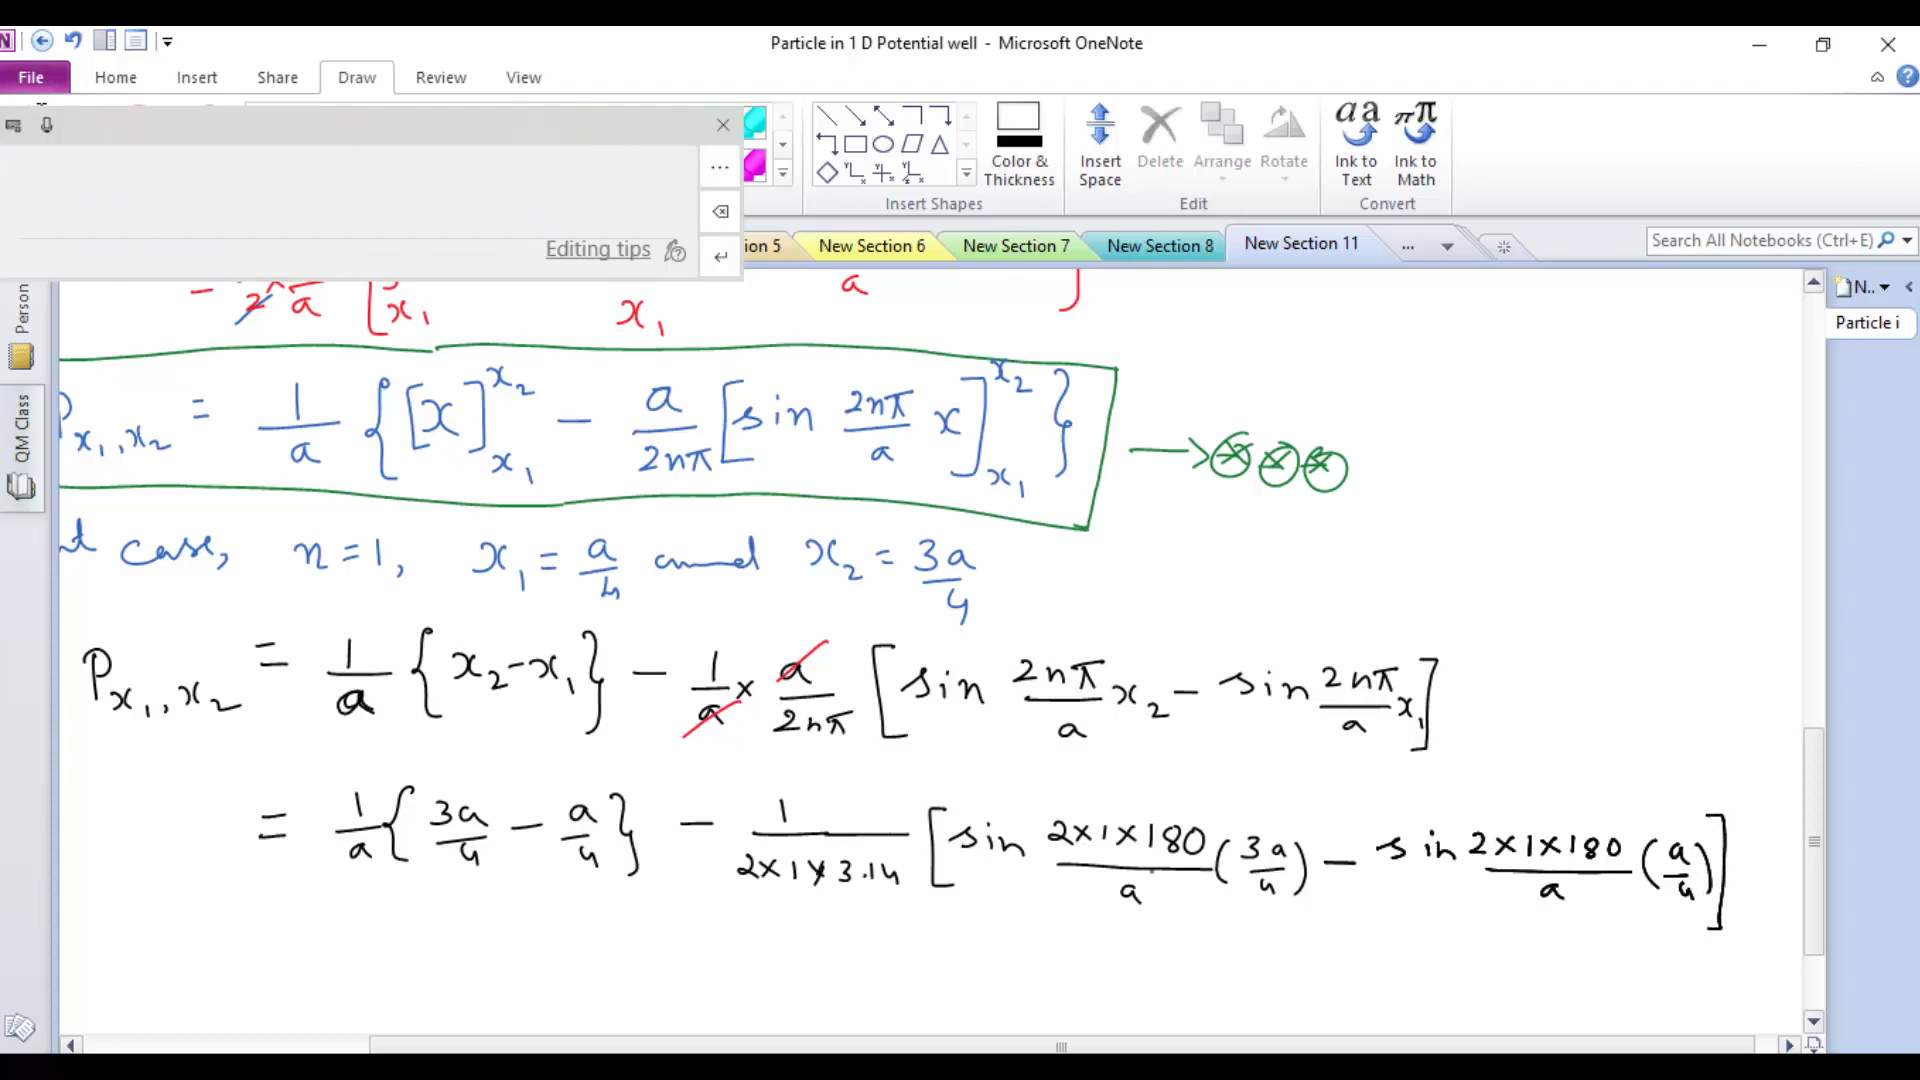 Particle in 1 D Potential well - Microsoft OneNote
File Home Insert Share Draw Review View
Color & Thickness
Insert Space
Delete
Arrange
Rotate
Ink to Text
Ink to Math
Insert Shapes
Edit
Convert
Editing tips
ion 5 New Section 6 New Section 7 New Section 8 New Section 11 ...
Search All Notebooks (Ctrl+E)
N..
Particle i
Person
QM Class
a
2 a [x₁ x₁
P x₁,x₂ = 1/a {[x]_x₁^x₂ - a/2nπ [sin 2nπ/a x]_x₁^x₂}
case, n=1, x₁ = a/4 and x₂ = 3a/4
P x₁,x₂ = 1/a {x₂-x₁} - 1/a × a/2nπ [sin 2nπ/a x₂ - sin 2nπ/a x₁]
= 1/a {3a/4 - a/4} - 1/2×1×3.14 [sin 2×1×180/a (3a/4) - sin 2×1×180/a (a/4)]